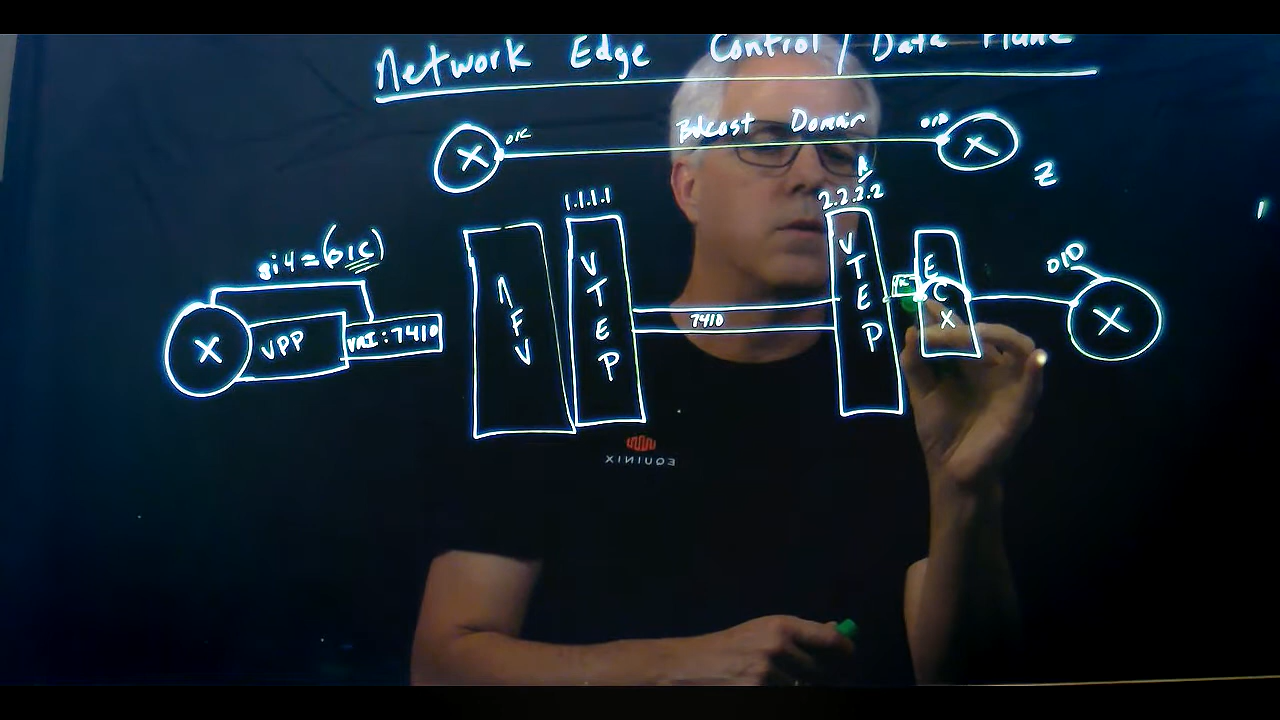 Network Edge Control / Data Plane
Bdcast Domain
01C
01D
Z
A
1.1.1.1
2.2.2.2
gi4 = (01C)
X
X
X
VPP
VNI: 7410
NFV
VTEP
7410
VTEP
ECX
01D
X
EQUINIX